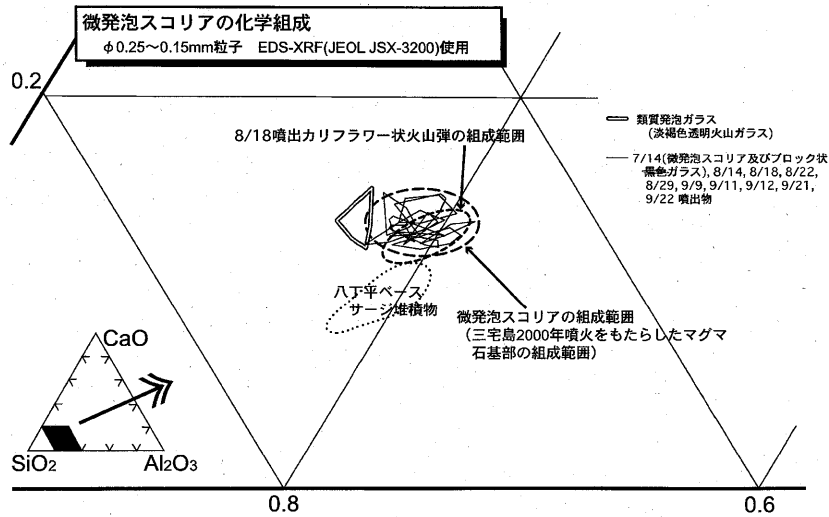 微発泡スコリアの化学組成
φ0.25～0.15mm粒子 EDS-XRF(JEOL JSX-3200)使用
0.2
8/18噴出カリフラワー状火山弾の組成範囲
類質発泡ガラス
(淡褐色透明火山ガラス)
7/14(微発泡スコリア及びブロック状
黒色ガラス), 8/14, 8/18, 8/22,
8/29, 9/9, 9/11, 9/12, 9/21,
9/22 噴出物
八丁平ベース
サージ堆積物
微発泡スコリアの組成範囲
(三宅島2000年噴火をもたらしたマグマ
石基部の組成範囲)
CaO
SiO2
Al2O3
0.8
0.6